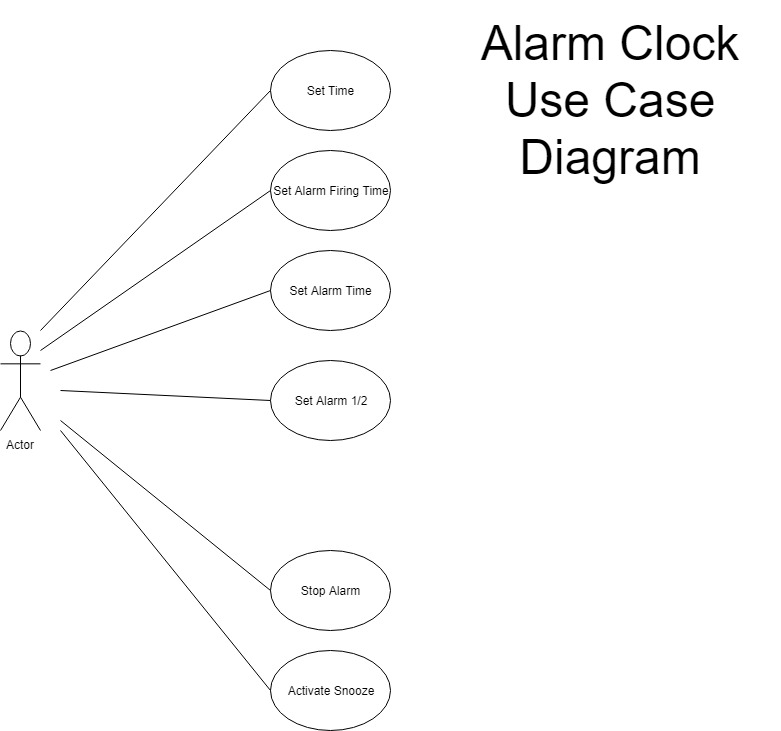 Alarm Clock
Use Case
Diagram
Set Time
Set Alarm Firing Time
Set Alarm Time
Set Alarm 1/2
Actor
Stop Alarm
Activate Snooze